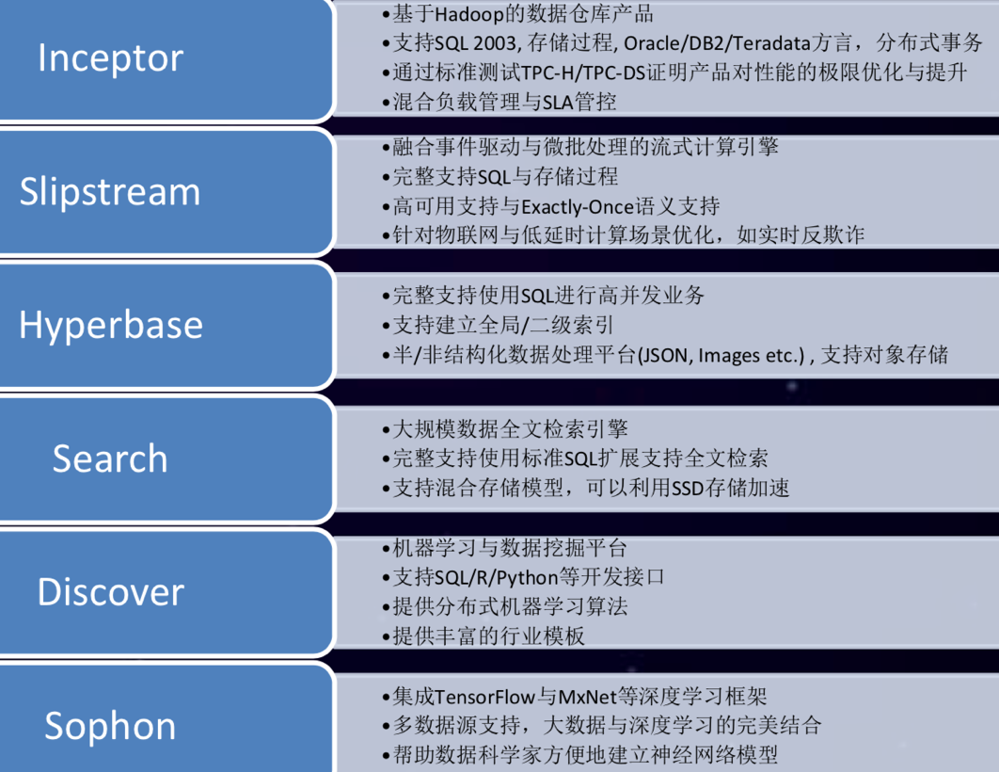 Inceptor
•基于Hadoop的数据仓库产品
•支持SQL 2003, 存储过程, Oracle/DB2/Teradata方言，分布式事务
•通过标准测试TPC-H/TPC-DS证明产品对性能的极限优化与提升
•混合负载管理与SLA管控
Slipstream
•融合事件驱动与微批处理的流式计算引擎
•完整支持SQL与存储过程
•高可用支持与Exactly-Once语义支持
•针对物联网与低延时计算场景优化，如实时反欺诈
Hyperbase
•完整支持使用SQL进行高并发业务
•支持建立全局/二级索引
•半/非结构化数据处理平台(JSON, Images etc.) , 支持对象存储
Search
•大规模数据全文检索引擎
•完整支持使用标准SQL扩展支持全文检索
•支持混合存储模型，可以利用SSD存储加速
Discover
•机器学习与数据挖掘平台
•支持SQL/R/Python等开发接口
•提供分布式机器学习算法
•提供丰富的行业模板
Sophon
•集成TensorFlow与MxNet等深度学习框架
•多数据源支持，大数据与深度学习的完美结合
•帮助数据科学家方便地建立神经网络模型